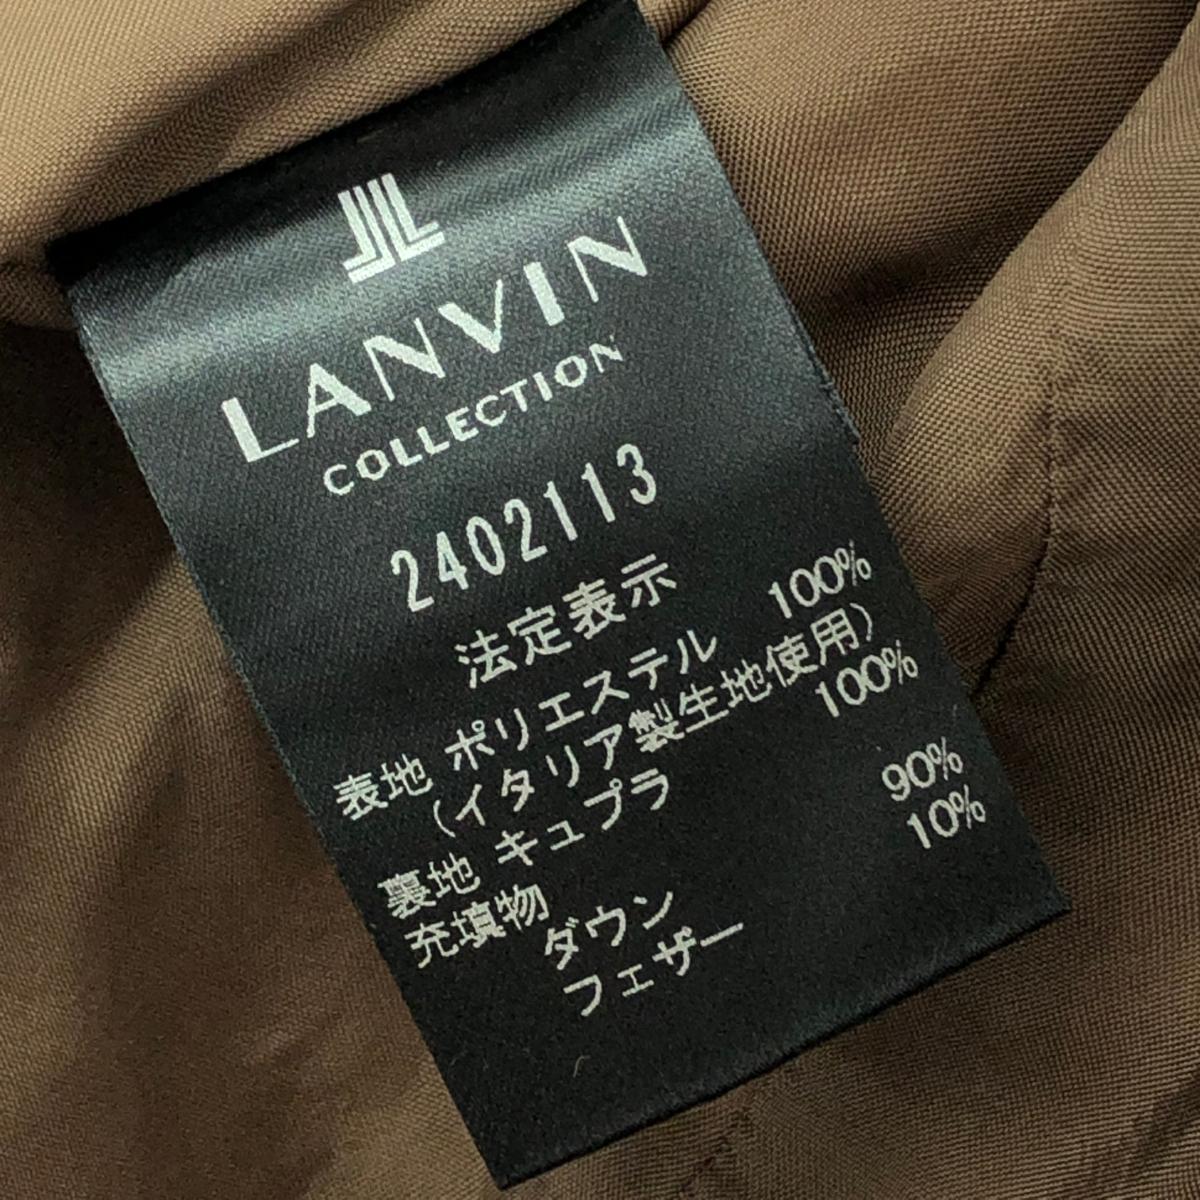 LANVIN
COLLECTION
2402113
法定表示
表地 ポリエステル 100%
(イタリア製生地使用)
裏地 キュプラ 100%
充填物
ダウン 90%
フェザー 10%